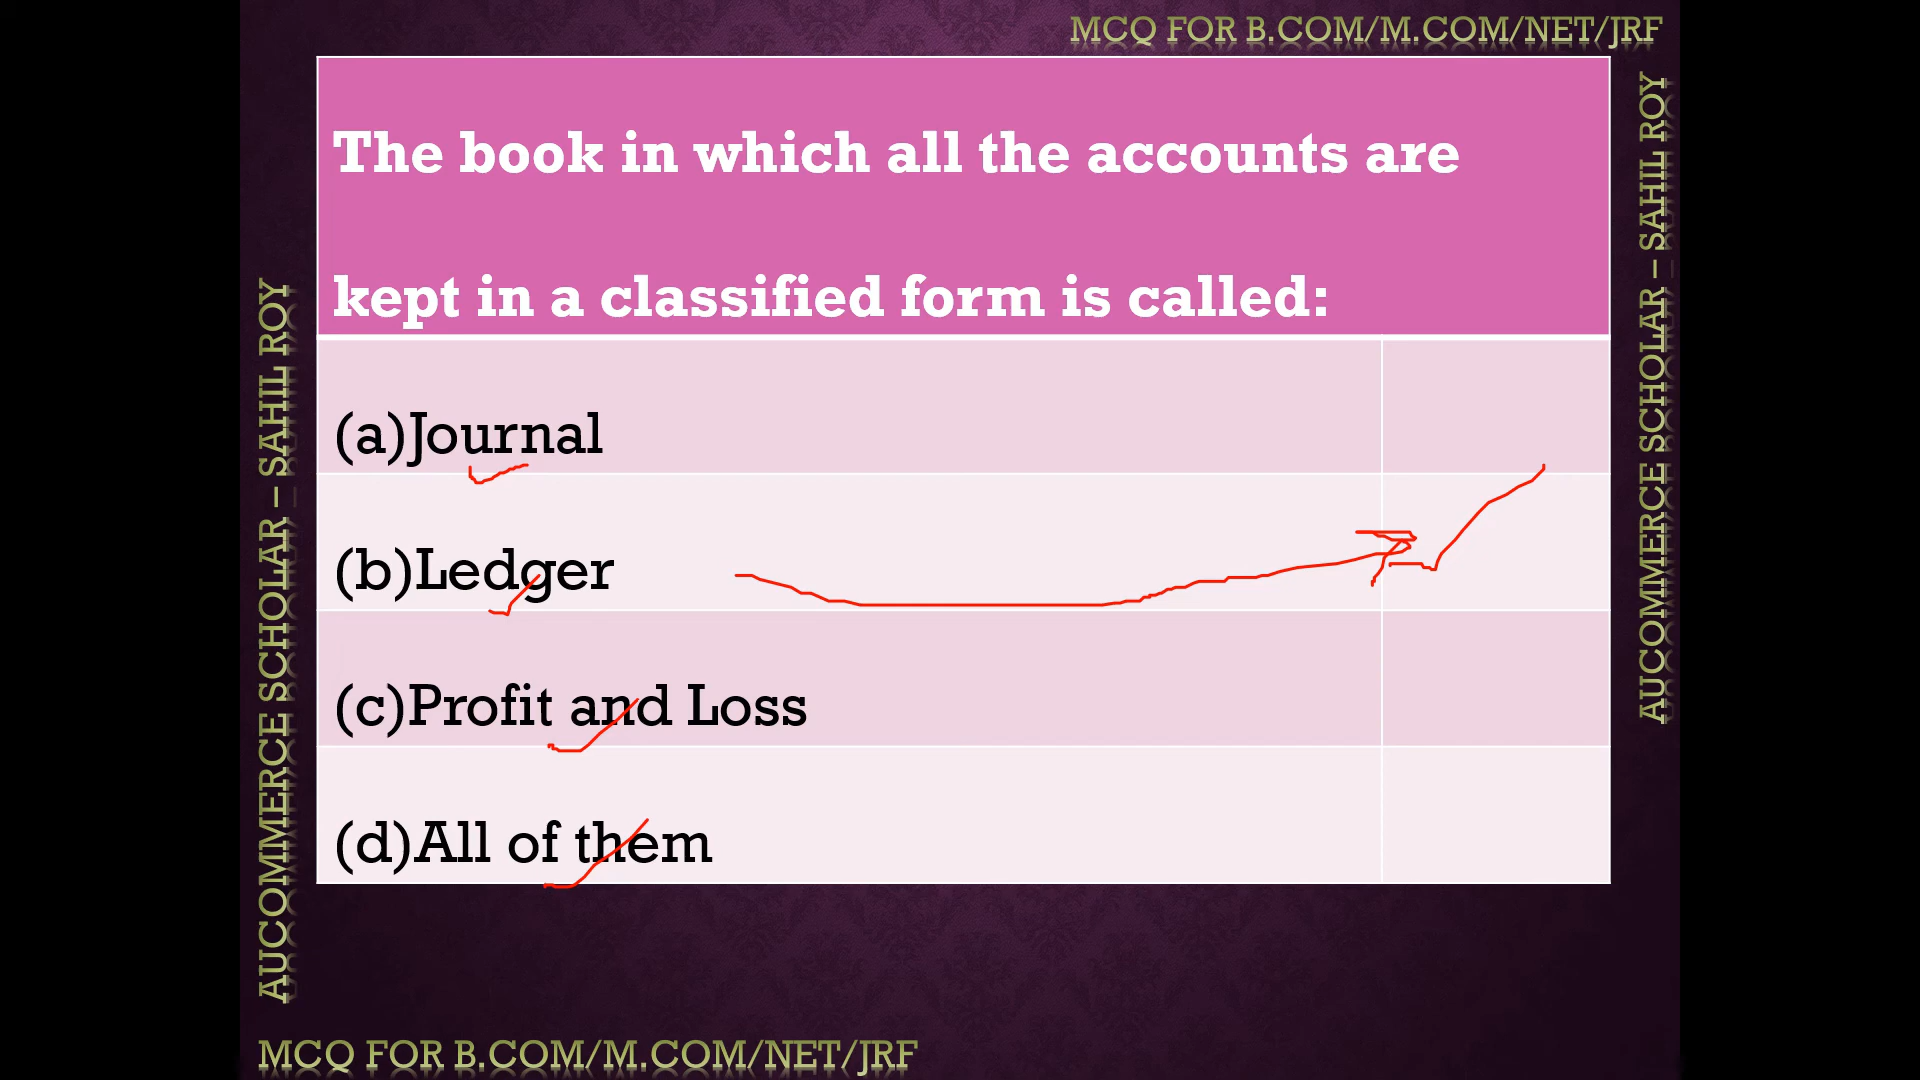 MCQ FOR B.COM/M.COM/NET/JRF
The book in which all the accounts are
kept in a classified form is called:
(a)Journal
(b)Ledger
(c)Profit and Loss
(d)All of them
AUCOMMERCE SCHOLAR – SAHIL ROY
AUCOMMERCE SCHOLAR – SAHIL ROY
MCQ FOR B.COM/M.COM/NET/JRF